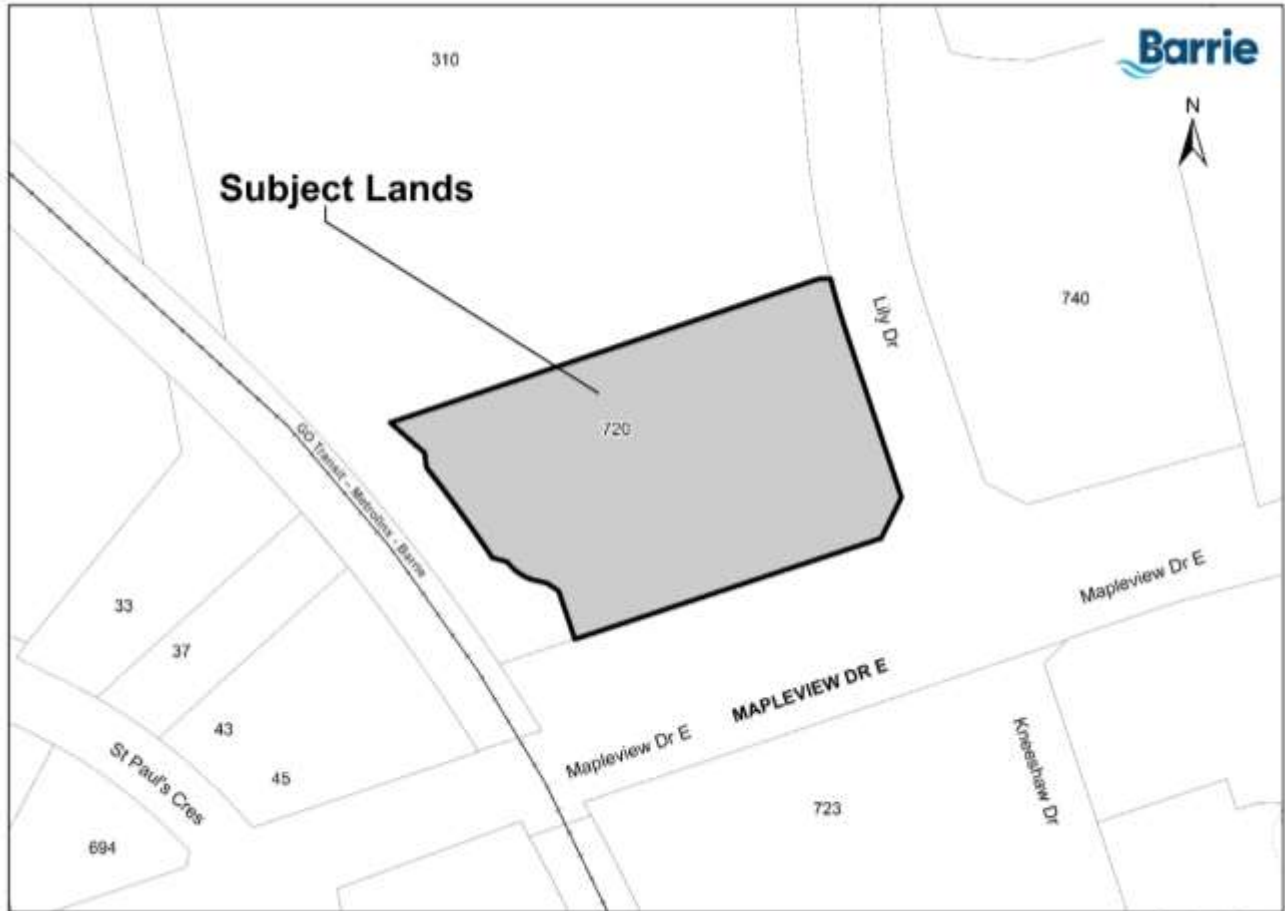 310
Barrie
N
Subject Lands
Lily Dr
740
720
GO Transit - Metrolinx - Barrie
Mapleview Dr E
33
37
MAPLEVIEW DR E
43
Mapleview Dr E
Kneeshaw Dr
St Paul's Cres
45
723
694